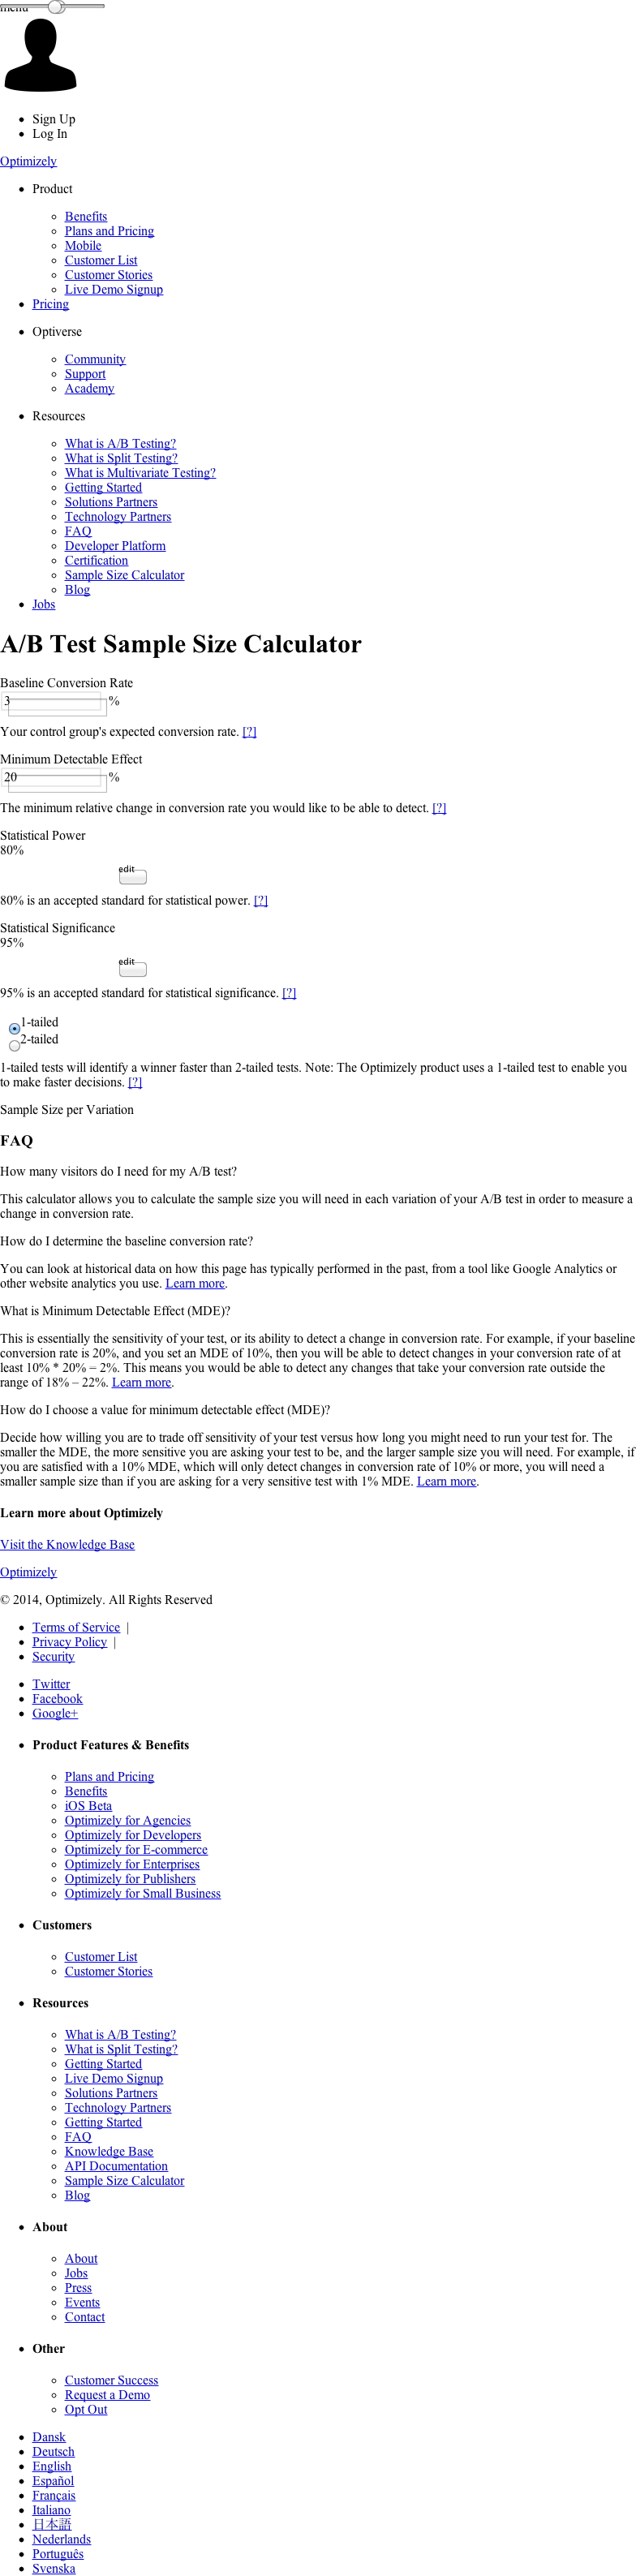 menu
Sign Up
Log In
Optimizely
Product
Benefits
Plans and Pricing
Mobile
Customer List
Customer Stories
Live Demo Signup
Pricing
Optiverse
Community
Support
Academy
Resources
What is A/B Testing?
What is Split Testing?
What is Multivariate Testing?
Getting Started
Solutions Partners
Technology Partners
FAQ
Developer Platform
Certification
Sample Size Calculator
Blog
Jobs
A/B Test Sample Size Calculator
Baseline Conversion Rate
3 %
Your control group's expected conversion rate. [?]
Minimum Detectable Effect
20 %
The minimum relative change in conversion rate you would like to be able to detect. [?]
Statistical Power
80%
edit
80% is an accepted standard for statistical power. [?]
Statistical Significance
95%
edit
95% is an accepted standard for statistical significance. [?]
1-tailed
2-tailed
1-tailed tests will identify a winner faster than 2-tailed tests. Note: The Optimizely product uses a 1-tailed test to enable you
to make faster decisions. [?]
Sample Size per Variation
FAQ
How many visitors do I need for my A/B test?
This calculator allows you to calculate the sample size you will need in each variation of your A/B test in order to measure a
change in conversion rate.
How do I determine the baseline conversion rate?
You can look at historical data on how this page has typically performed in the past, from a tool like Google Analytics or
other website analytics you use. Learn more.
What is Minimum Detectable Effect (MDE)?
This is essentially the sensitivity of your test, or its ability to detect a change in conversion rate. For example, if your baseline
conversion rate is 20%, and you set an MDE of 10%, then you will be able to detect changes in your conversion rate of at
least 10% * 20% = 2%. This means you would be able to detect any changes that take your conversion rate outside the
range of 18% – 22%. Learn more.
How do I choose a value for minimum detectable effect (MDE)?
Decide how willing you are to trade off sensitivity of your test versus how long you might need to run your test for. The
smaller the MDE, the more sensitive you are asking your test to be, and the larger sample size you will need. For example, if
you are satisfied with a 10% MDE, which will only detect changes in conversion rate of 10% or more, you will need a
smaller sample size than if you are asking for a very sensitive test with 1% MDE. Learn more.
Learn more about Optimizely
Visit the Knowledge Base
Optimizely
© 2014, Optimizely. All Rights Reserved
Terms of Service |
Privacy Policy |
Security
Twitter
Facebook
Google+
Product Features & Benefits
Plans and Pricing
Benefits
iOS Beta
Optimizely for Agencies
Optimizely for Developers
Optimizely for E-commerce
Optimizely for Enterprises
Optimizely for Publishers
Optimizely for Small Business
Customers
Customer List
Customer Stories
Resources
What is A/B Testing?
What is Split Testing?
Getting Started
Live Demo Signup
Solutions Partners
Technology Partners
Getting Started
FAQ
Knowledge Base
API Documentation
Sample Size Calculator
Blog
About
About
Jobs
Press
Events
Contact
Other
Customer Success
Request a Demo
Opt Out
Dansk
Deutsch
English
Español
Français
Italiano
日本語
Nederlands
Português
Svenska